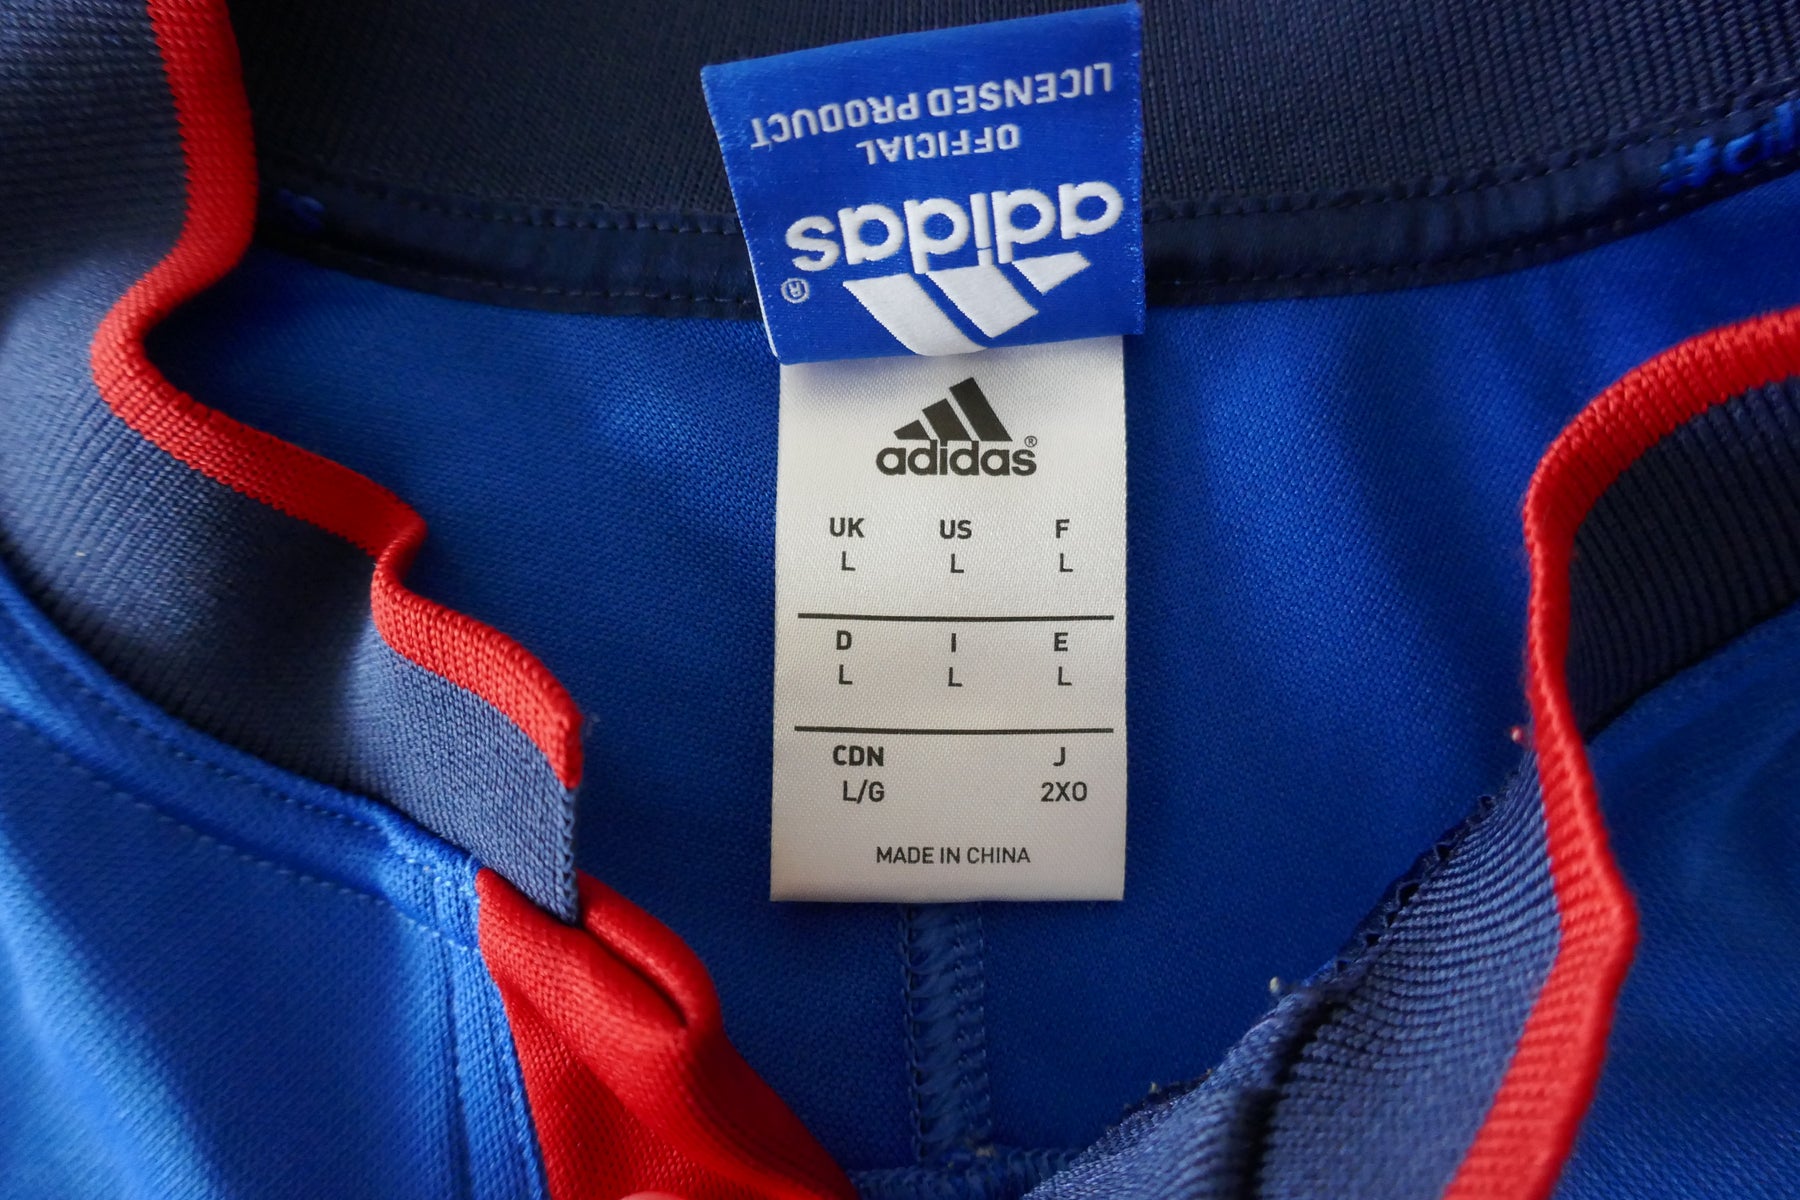 LICENSED PRODUCT
OFFICIAL
adidas
®
adidas®
UK US F
L L L
D I E
L L L
CDN J
L/G 2XO
MADE IN CHINA